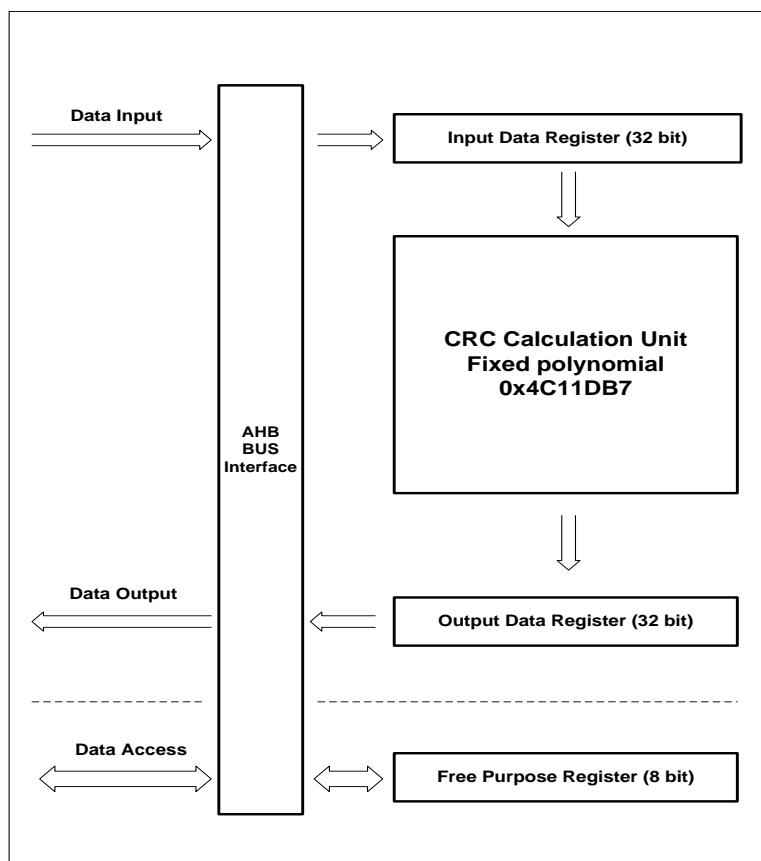 Data Input
Input Data Register (32 bit)
CRC Calculation Unit
Fixed polynomial
0x4C11DB7
AHB
BUS
Interface
Data Output
Output Data Register (32 bit)
Data Access
Free Purpose Register (8 bit)